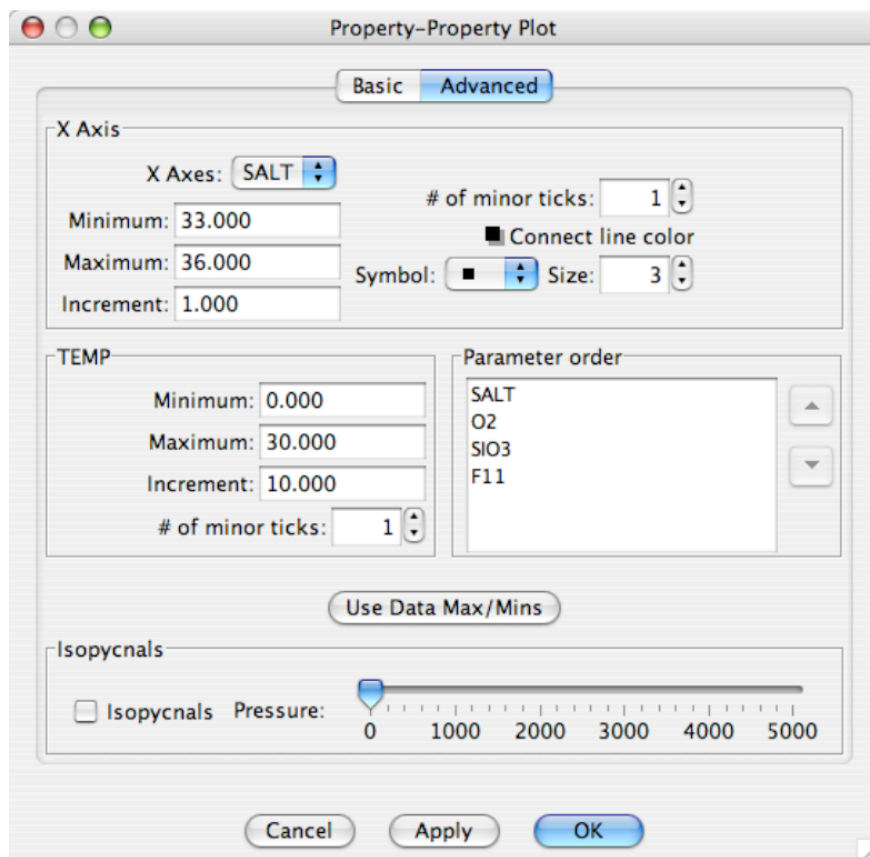 Property-Property Plot
Basic Advanced
X Axis
X Axes: SALT
# of minor ticks: 1
Minimum: 33.000
Connect line color
Maximum: 36.000
Symbol: Size: 3
Increment: 1.000
TEMP
Minimum: 0.000
Maximum: 30.000
Increment: 10.000
# of minor ticks: 1
Parameter order
SALT
O2
SIO3
F11
Use Data Max/Mins
Isopycnals
Isopycnals Pressure:
0 1000 2000 3000 4000 5000
Cancel Apply OK